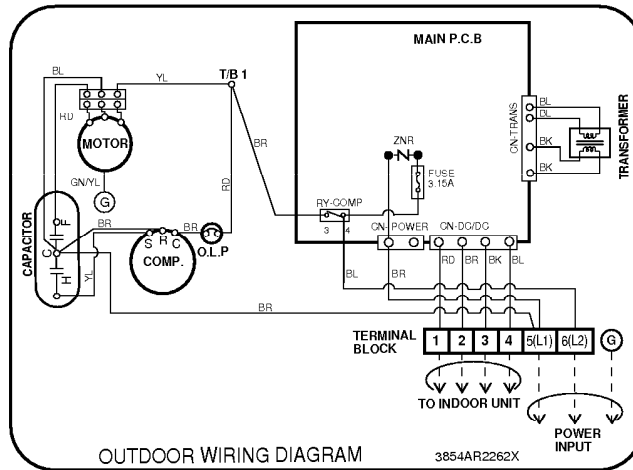 MAIN P.C.B
BL
YL
T/B 1
RD
MOTOR
GN/YL
G
BR
RD
ZNR
FUSE
3.15A
RY-COMP
3 4
CN-POWER
CN-DC/DC
CN-TRANS
BL
BL
BK
BK
TRANSFORMER
CAPACITOR
F
C
H
YL
BR
S R C
COMP.
BR
O.L.P
BR
BL
BR
RD
BR
BK
BL
TERMINAL
BLOCK
1 2 3 4 5(L1) 6(L2) G
TO INDOOR UNIT
POWER
INPUT
OUTDOOR WIRING DIAGRAM
3854AR2262X